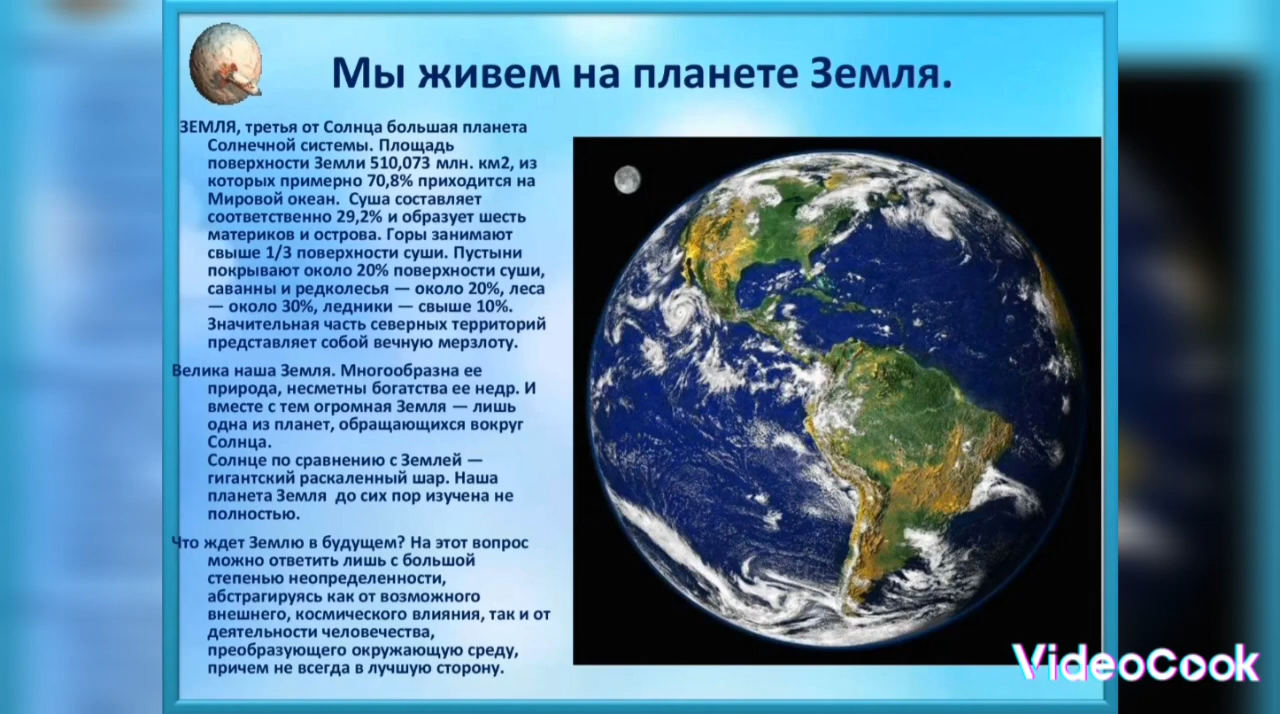 Мы живем на планете Земля.
ЗЕМЛЯ, третья от Солнца большая планета
Солнечной системы. Площадь
поверхности Земли 510,073 млн. км2, из
которых примерно 70,8% приходится на
Мировой океан. Суша составляет
соответственно 29,2% и образует шесть
материков и острова. Горы занимают
свыше 1/3 поверхности суши. Пустыни
покрывают около 20% поверхности суши,
саванны и редколесья — около 20%, леса
— около 30%, ледники — свыше 10%.
Значительная часть северных территорий
представляет собой вечную мерзлоту.
Велика наша Земля. Многообразна ее
природа, несметны богатства ее недр. И
вместе с тем огромная Земля — лишь
одна из планет, обращающихся вокруг
Солнца.
Солнце по сравнению с Землей —
гигантский раскаленный шар. Наша
планета Земля до сих пор изучена не
полностью.
Что ждет Землю в будущем? На этот вопрос
можно ответить лишь с большой
степенью неопределенности,
абстрагируясь как от возможного
внешнего, космического влияния, так и от
деятельности человечества,
преобразующего окружающую среду,
причем не всегда в лучшую сторону.
VideoCook